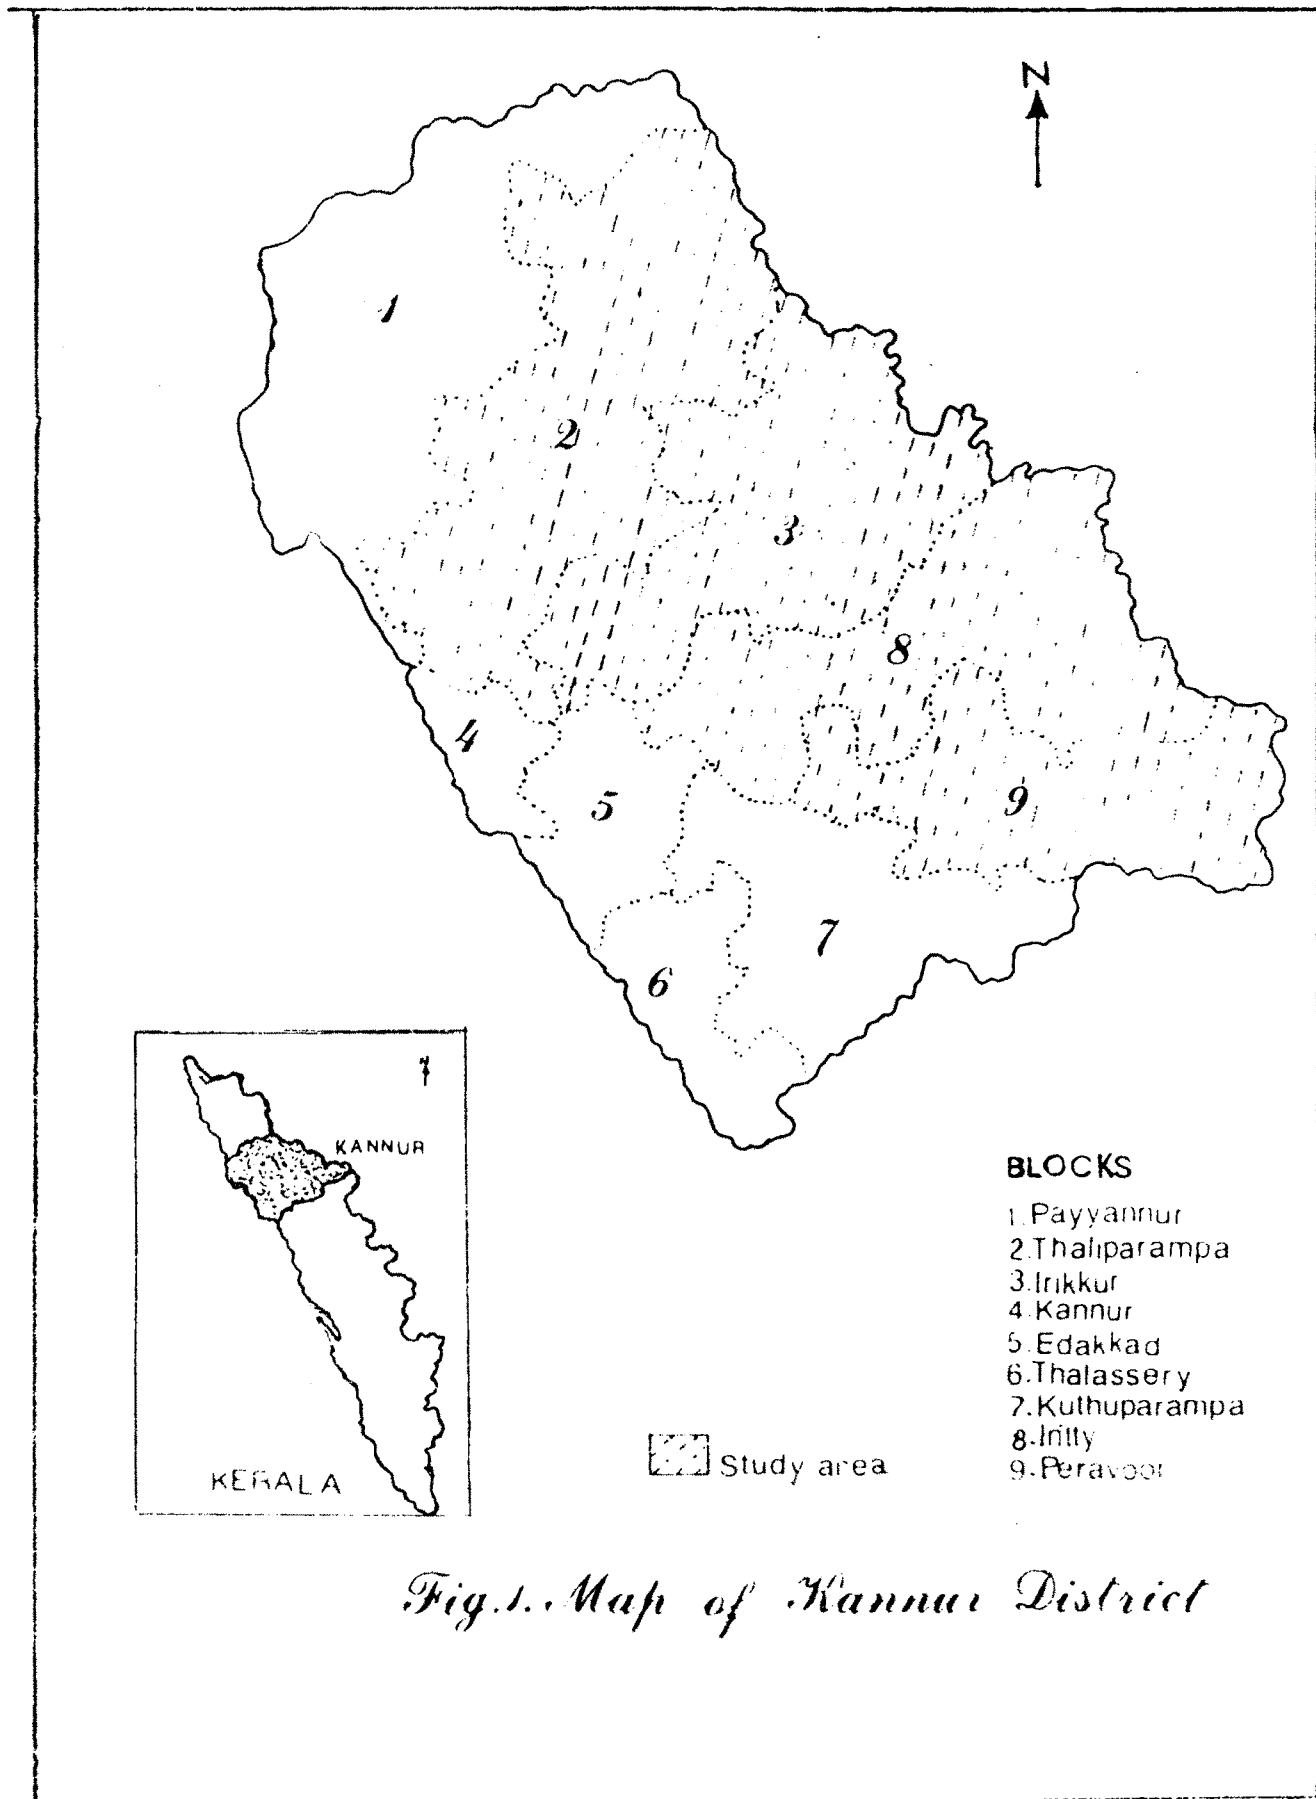 N
1
2
3
8
4
5
9
7
6
KANNUR
KERALA
BLOCKS
1.Payyannur
2.Thaliparampa
3.Irikkur
4.Kannur
5.Edakkad
6.Thalassery
7.Kuthuparampa
8.Iritty
9.Peravoor
Study area
Fig.1. Map of Kannur District